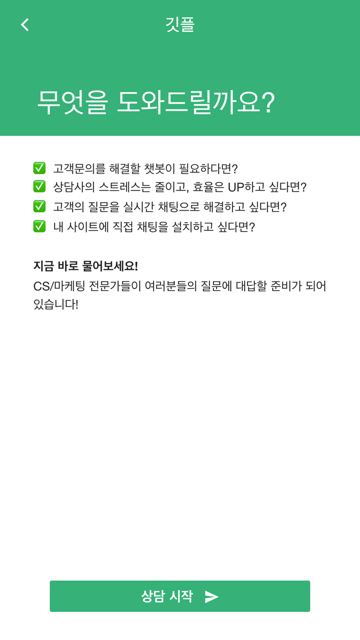 깃플
무엇을 도와드릴까요?
✅ 고객문의를 해결할 챗봇이 필요하다면?
✅ 상담사의 스트레스는 줄이고, 효율은 UP하고 싶다면?
✅ 고객의 질문을 실시간 채팅으로 해결하고 싶다면?
✅ 내 사이트에 직접 채팅을 설치하고 싶다면?
지금 바로 물어보세요!
CS/마케팅 전문가들이 여러분들의 질문에 대답할 준비가 되어
있습니다!
상담 시작